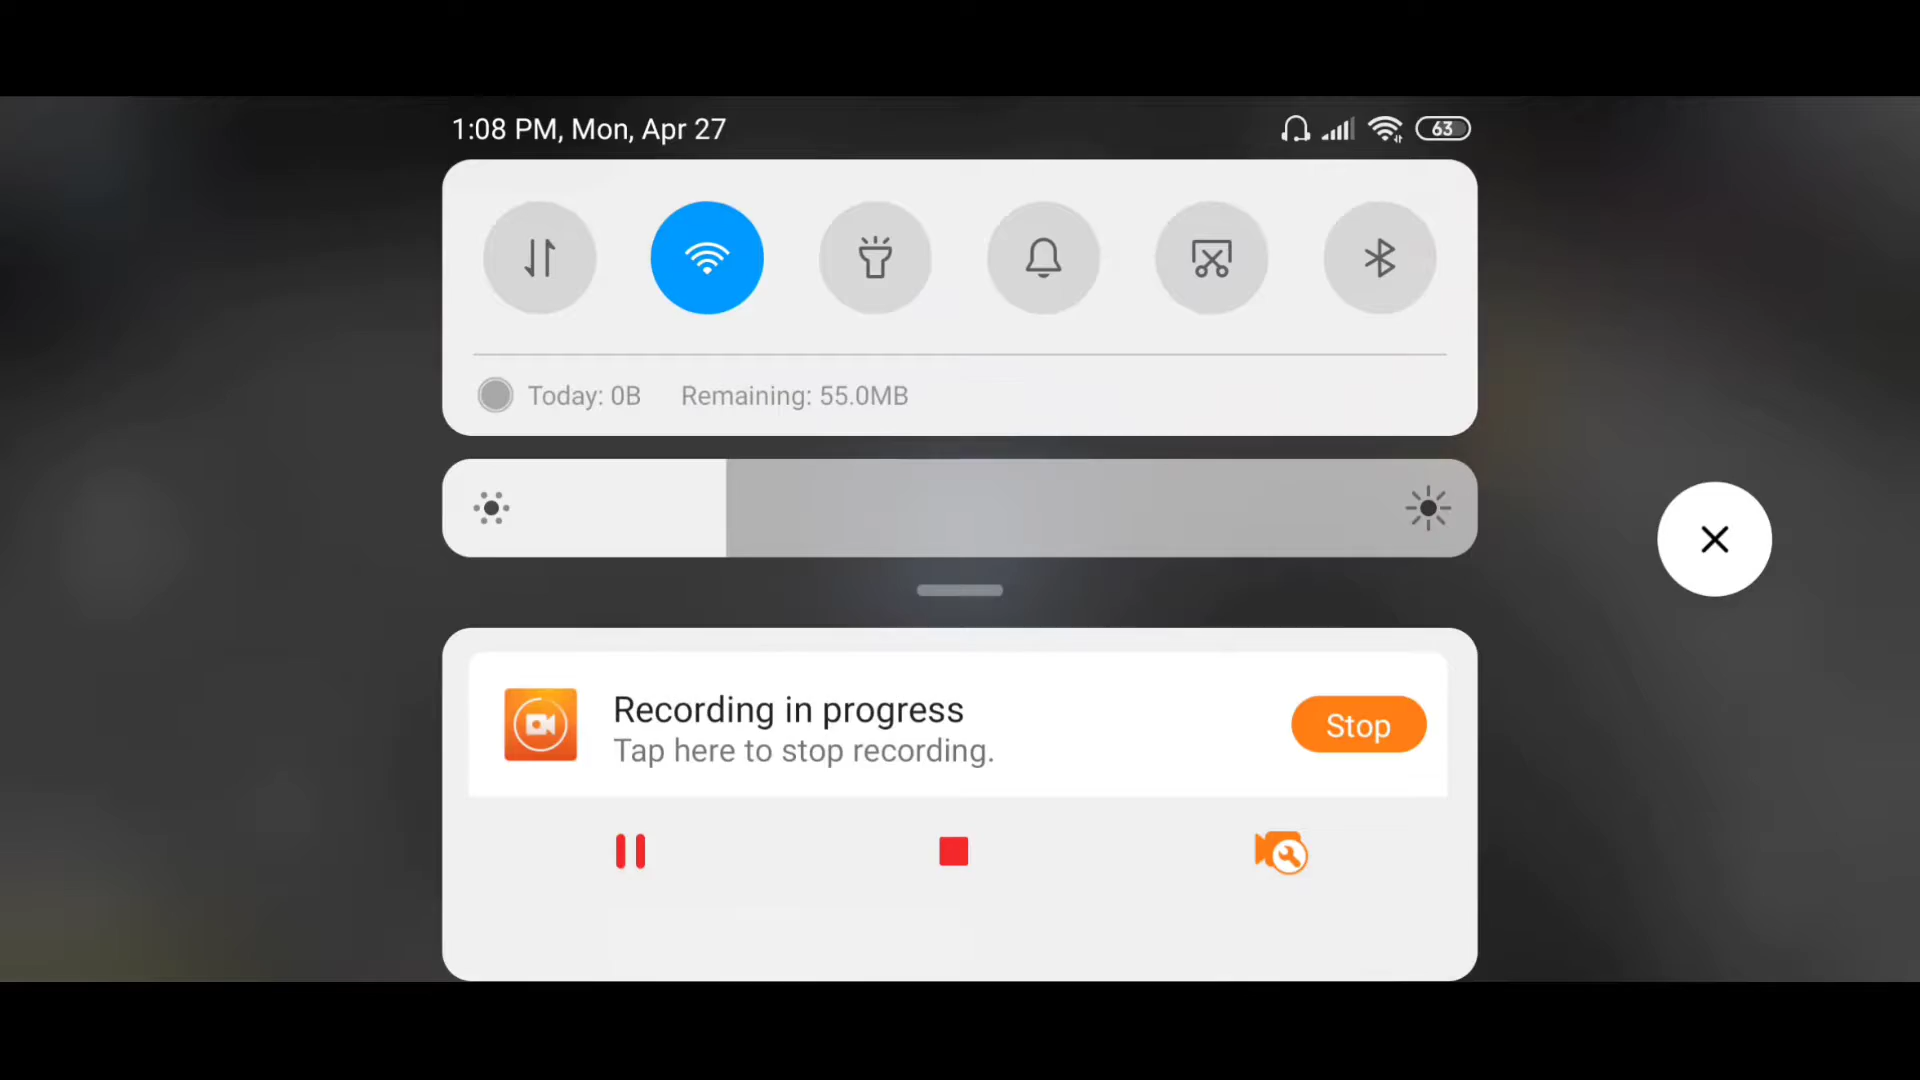 1:08 PM, Mon, Apr 27
63
Today: 0B Remaining: 55.0MB
Recording in progress
Tap here to stop recording.
Stop